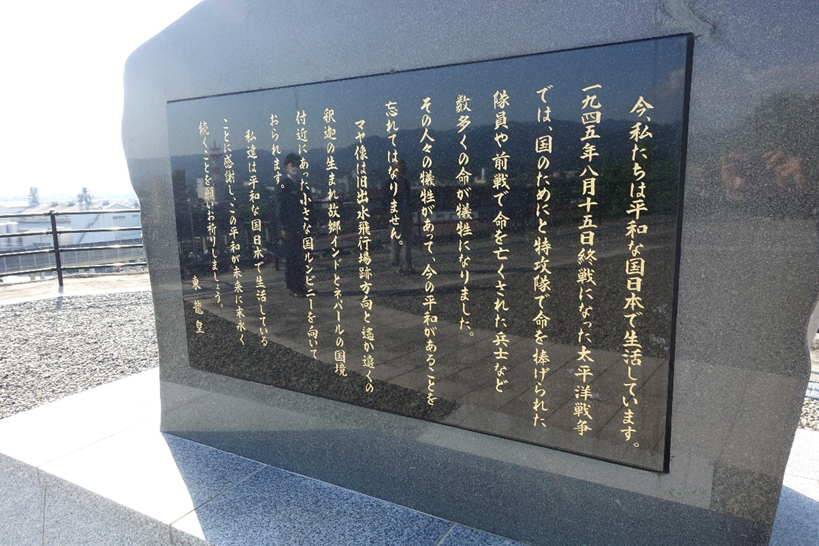 今、私たちは平和な国日本で生活しています。
一九四五年八月十五日終戦になった太平洋戦争
では、国のためにと特攻隊で命を捧げられた、
隊員や前戦で命を亡くされた兵士など
数多くの命が犠牲になりました。
その人々の犠牲があって、今の平和があることを
忘れてはなりません。
マヤ像は旧出水飛行場跡方向と遙か遠くの
釈迦の生まれ故郷インドとネパールの国境
付近にあった小さな国ルンビニーを向いて
おられます。
私達は平和な国日本で生活している
ことに感謝し、この平和が未来に末永く
続くことを願いお祈りしましょう。
東龍皇